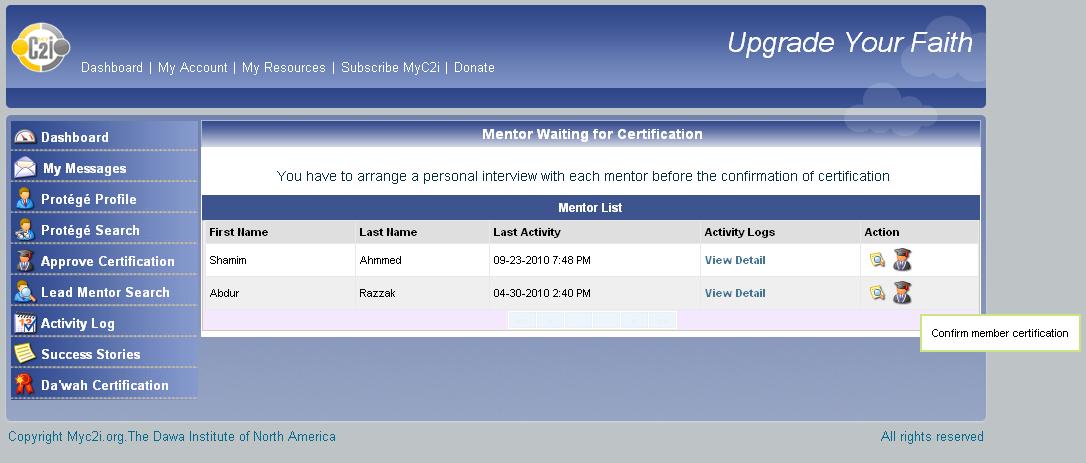 Upgrade Your Faith
C2i
Dashboard | My Account | My Resources | Subscribe MyC2i | Donate
Dashboard
My Messages
Protégé Profile
Protégé Search
Approve Certification
Lead Mentor Search
Activity Log
Success Stories
Da'wah Certification
Mentor Waiting for Certification
You have to arrange a personal interview with each mentor before the confirmation of certification
Mentor List
First Name Last Name Last Activity Activity Logs Action
Shamim Ahmmed 09-23-2010 7:48 PM View Detail
Abdur Razzak 04-30-2010 2:40 PM View Detail
Confirm member certification
Copyright Myc2i.org.The Dawa Institute of North America All rights reserved